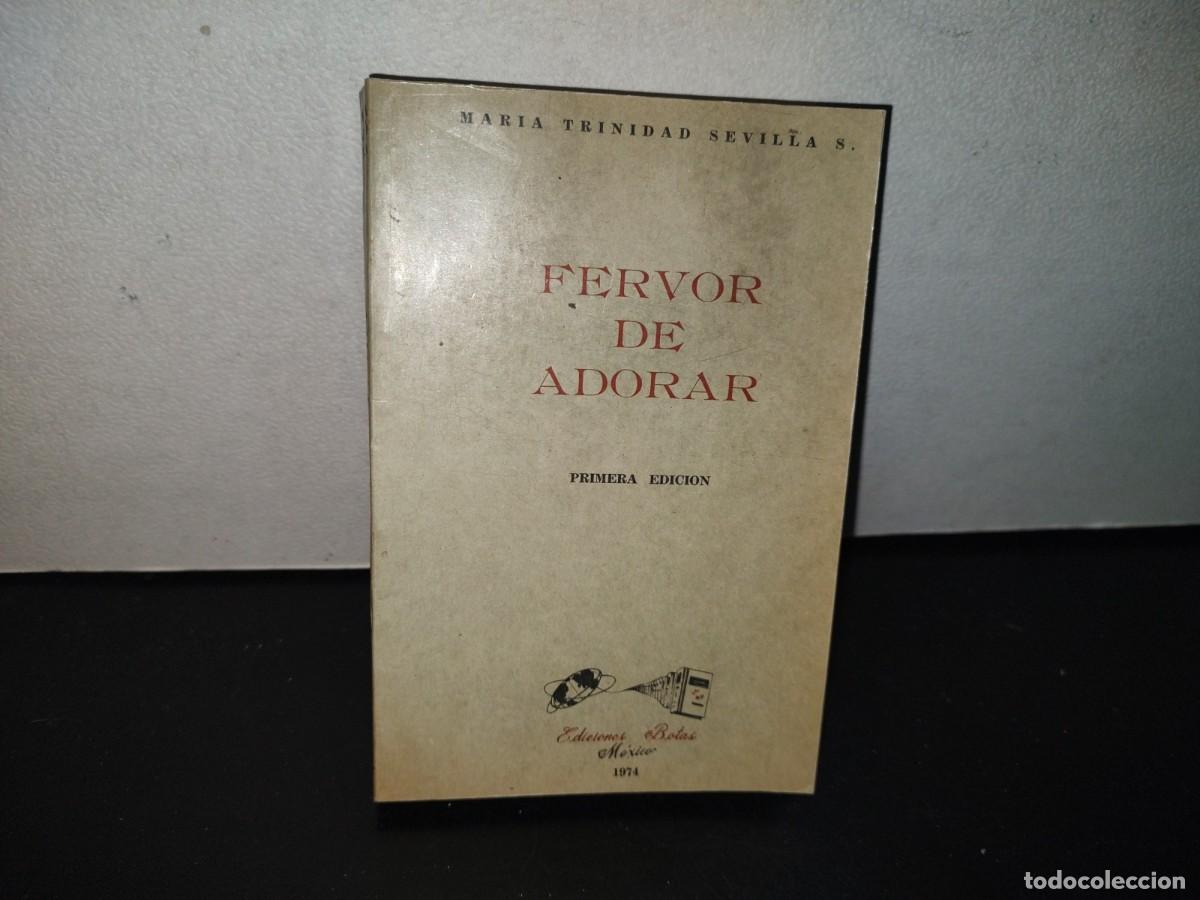 MARIA TRINIDAD SEVILLA S.
FERVOR
DE
ADORAR
PRIMERA EDICION
Ediciones Botas
México
1974
todocoleccion